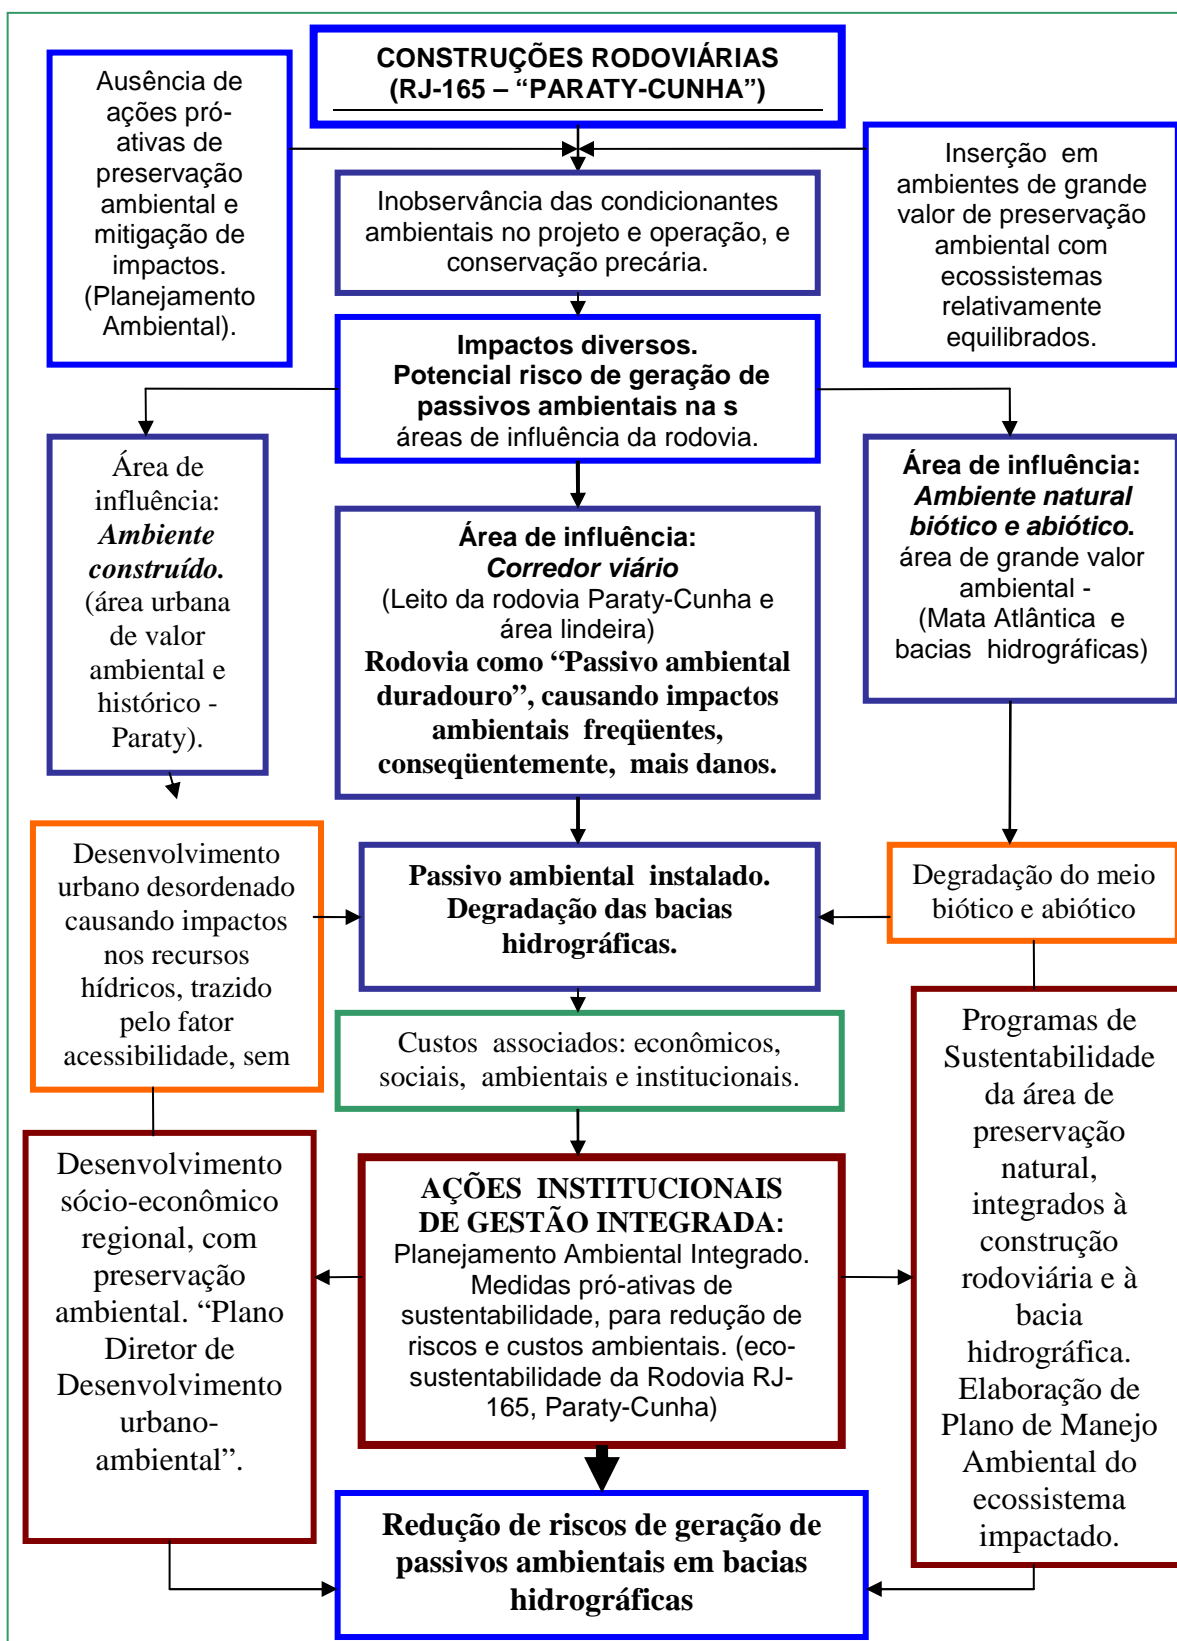 CONSTRUÇÕES RODOVIÁRIAS
(RJ-165 – “PARATY-CUNHA”)
Ausência de
ações pró-
ativas de
preservação
ambiental e
mitigação de
impactos.
(Planejamento
Ambiental).
Inobservância das condicionantes
ambientais no projeto e operação, e
conservação precária.
Inserção em
ambientes de grande
valor de preservação
ambiental com
ecossistemas
relativamente
equilibrados.
Impactos diversos.
Potencial risco de geração de
passivos ambientais na s
áreas de influência da rodovia.
Área de
influência:
Ambiente
construído.
(área urbana
de valor
ambiental e
histórico -
Paraty).
Área de influência:
Corredor viário
(Leito da rodovia Paraty-Cunha e
área lindeira)
Rodovia como “Passivo ambiental
duradouro”, causando impactos
ambientais freqüentes,
conseqüentemente, mais danos.
Área de influência:
Ambiente natural
biótico e abiótico.
área de grande valor
ambiental -
(Mata Atlântica e
bacias hidrográficas)
Desenvolvimento
urbano desordenado
causando impactos
nos recursos
hídricos, trazido
pelo fator
acessibilidade, sem
Passivo ambiental instalado.
Degradação das bacias
hidrográficas.
Degradação do meio
biótico e abiótico
Custos associados: econômicos,
sociais, ambientais e institucionais.
Desenvolvimento
sócio-econômico
regional, com
preservação
ambiental. “Plano
Diretor de
Desenvolvimento
urbano-
ambiental”.
AÇÕES INSTITUCIONAIS
DE GESTÃO INTEGRADA:
Planejamento Ambiental Integrado.
Medidas pró-ativas de
sustentabilidade, para redução de
riscos e custos ambientais. (eco-
sustentabilidade da Rodovia RJ-
165, Paraty-Cunha)
Programas de
Sustentabilidade
da área de
preservação
natural,
integrados à
construção
rodoviária e à
bacia
hidrográfica.
Elaboração de
Plano de Manejo
Ambiental do
ecossistema
impactado.
Redução de riscos de geração de
passivos ambientais em bacias
hidrográficas